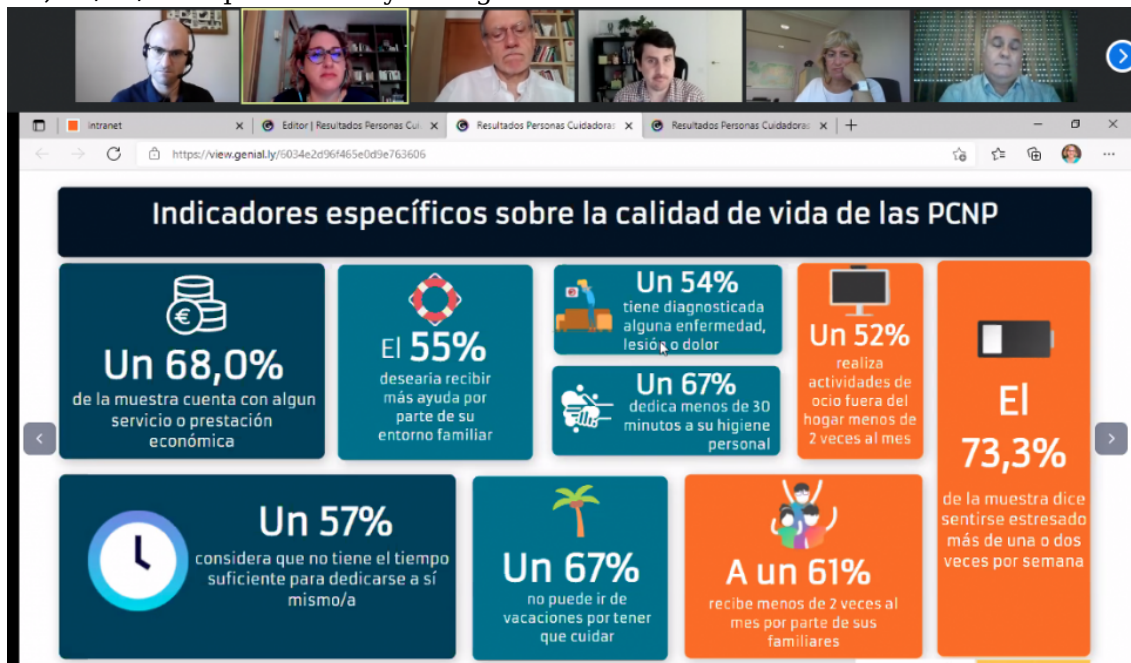 intranet
Editor | Resultados Personas Cui
Resultados Personas Cuidadoras
Resultados Personas Cuidadoras
https://view.genial.ly/6034e2d96f465e0d9e763606
Indicadores específicos sobre la calidad de vida de las PCNP
Un 68,0%
de la muestra cuenta con algun
servicio o prestación
económica
El 55%
desearia recibir
más ayuda por
parte de su
entorno familiar
Un 54%
tiene diagnosticada
alguna enfermedad,
lesión o dolor
Un 67%
dedica menos de 30
minutos a su higiene
personal
Un 52%
realiza
actividades de
ocio fuera del
hogar menos de
2 veces al mes
El
73,3%
de la muestra dice
sentirse estresado
más de una o dos
veces por semana
Un 57%
considera que no tiene el tiempo
suficiente para dedicarse a sí
mismo/a
Un 67%
no puede ir de
vacaciones por tener
que cuidar
A un 61%
recibe menos de 2 veces al
mes por parte de sus
familiares